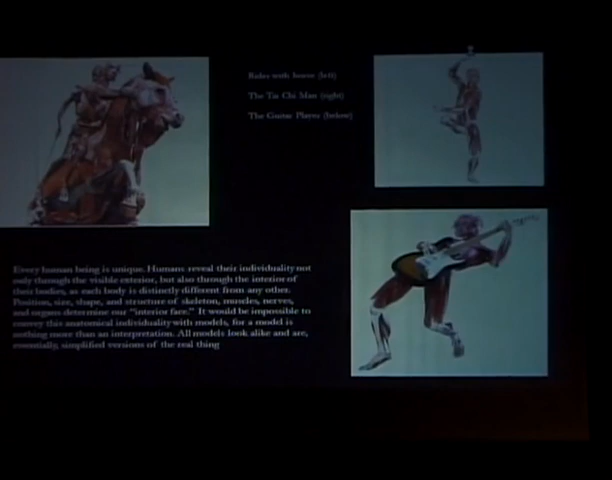 Rider with horse (left)
The Tai Chi Man (right)
The Guitar Player (below)
Every human being is unique. Humans reveal their individuality not
only through the visible exterior, but also through the interior of
their bodies, as each body is distinctly different from any other.
Position, size, shape, and structure of skeleton, muscles, nerves,
and organs determine our "interior face." It would be impossible to
convey this anatomical individuality with models, for a model is
nothing more than an interpretation. All models look alike and are,
essentially, simplified versions of the real thing